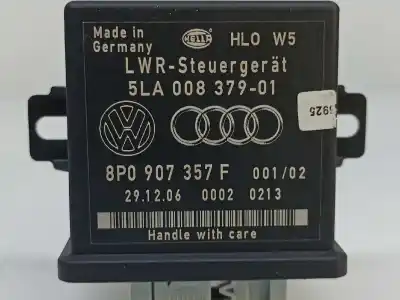 Made in
Germany
HELLA
HLO W5
LWR-Steuergerät
5LA 008 379-01
8P0 907 357 F 001/02
29.12.06 0002 0213
Handle with care